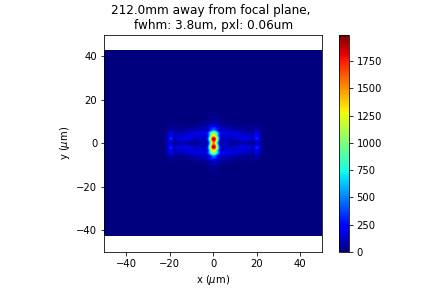 212.0mm away from focal plane,
fwhm: 3.8um, pxl: 0.06um
40
20
0
−20
−40
y (μm)
−40 −20 0 20 40
x (μm)
1750
1500
1250
1000
750
500
250
0